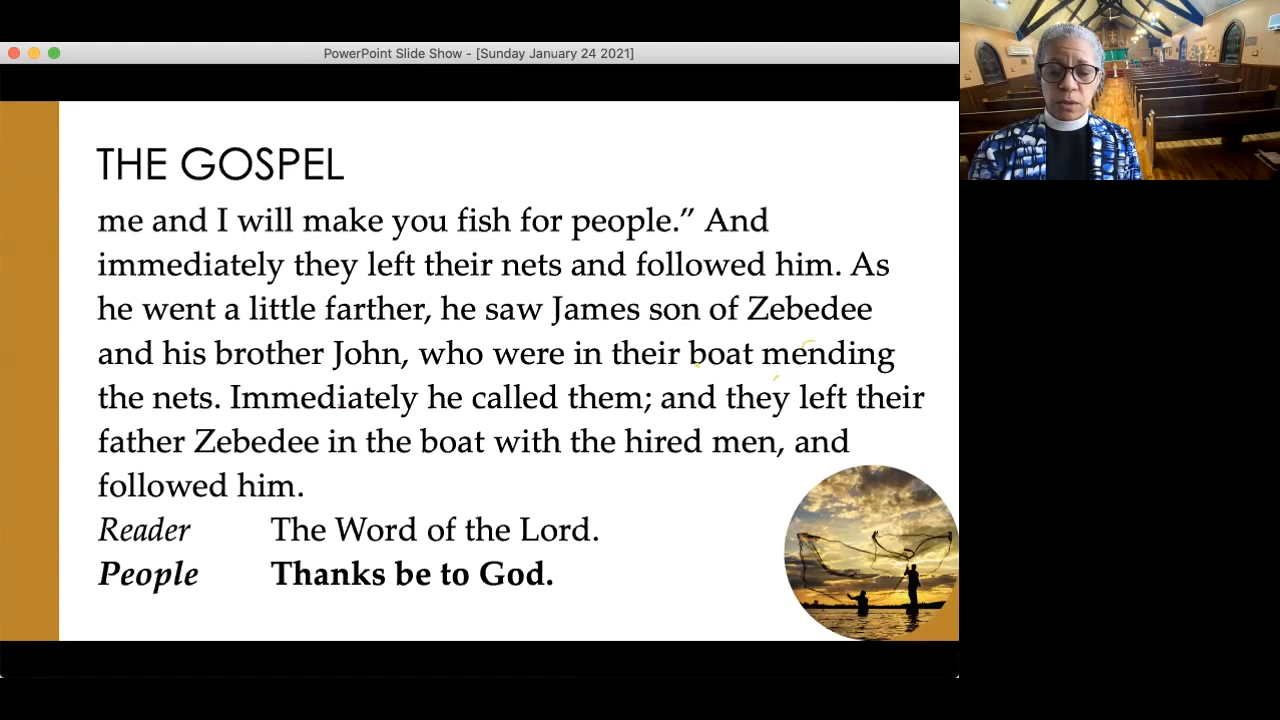 PowerPoint Slide Show - [Sunday January 24 2021]
THE GOSPEL
me and I will make you fish for people.” And
immediately they left their nets and followed him. As
he went a little farther, he saw James son of Zebedee
and his brother John, who were in their boat mending
the nets. Immediately he called them; and they left their
father Zebedee in the boat with the hired men, and
followed him.
Reader The Word of the Lord.
People Thanks be to God.